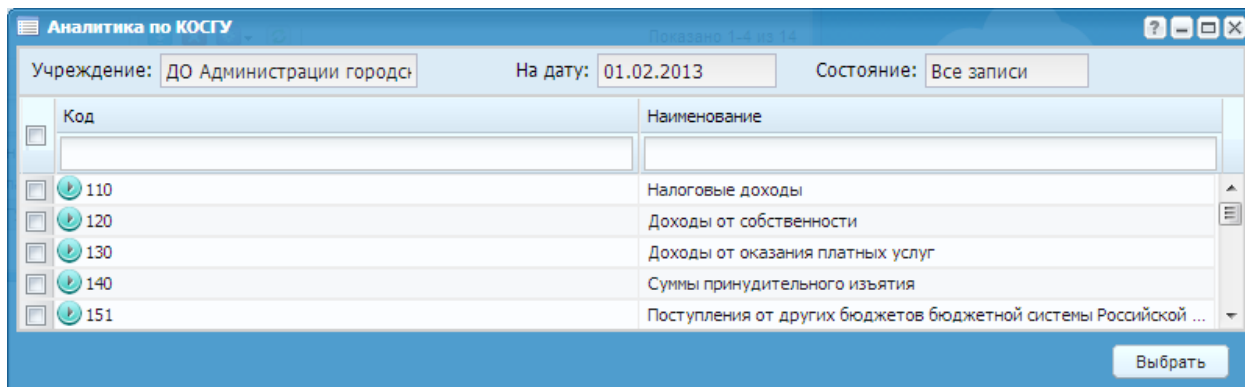 Аналитика по КОСГУ
Показано 1-4 из 14
Учреждение: ДО Администрации городск На дату: 01.02.2013 Состояние: Все записи
Код Наименование
110 Налоговые доходы
120 Доходы от собственности
130 Доходы от оказания платных услуг
140 Суммы принудительного изъятия
151 Поступления от других бюджетов бюджетной системы Российской ...
Выбрать